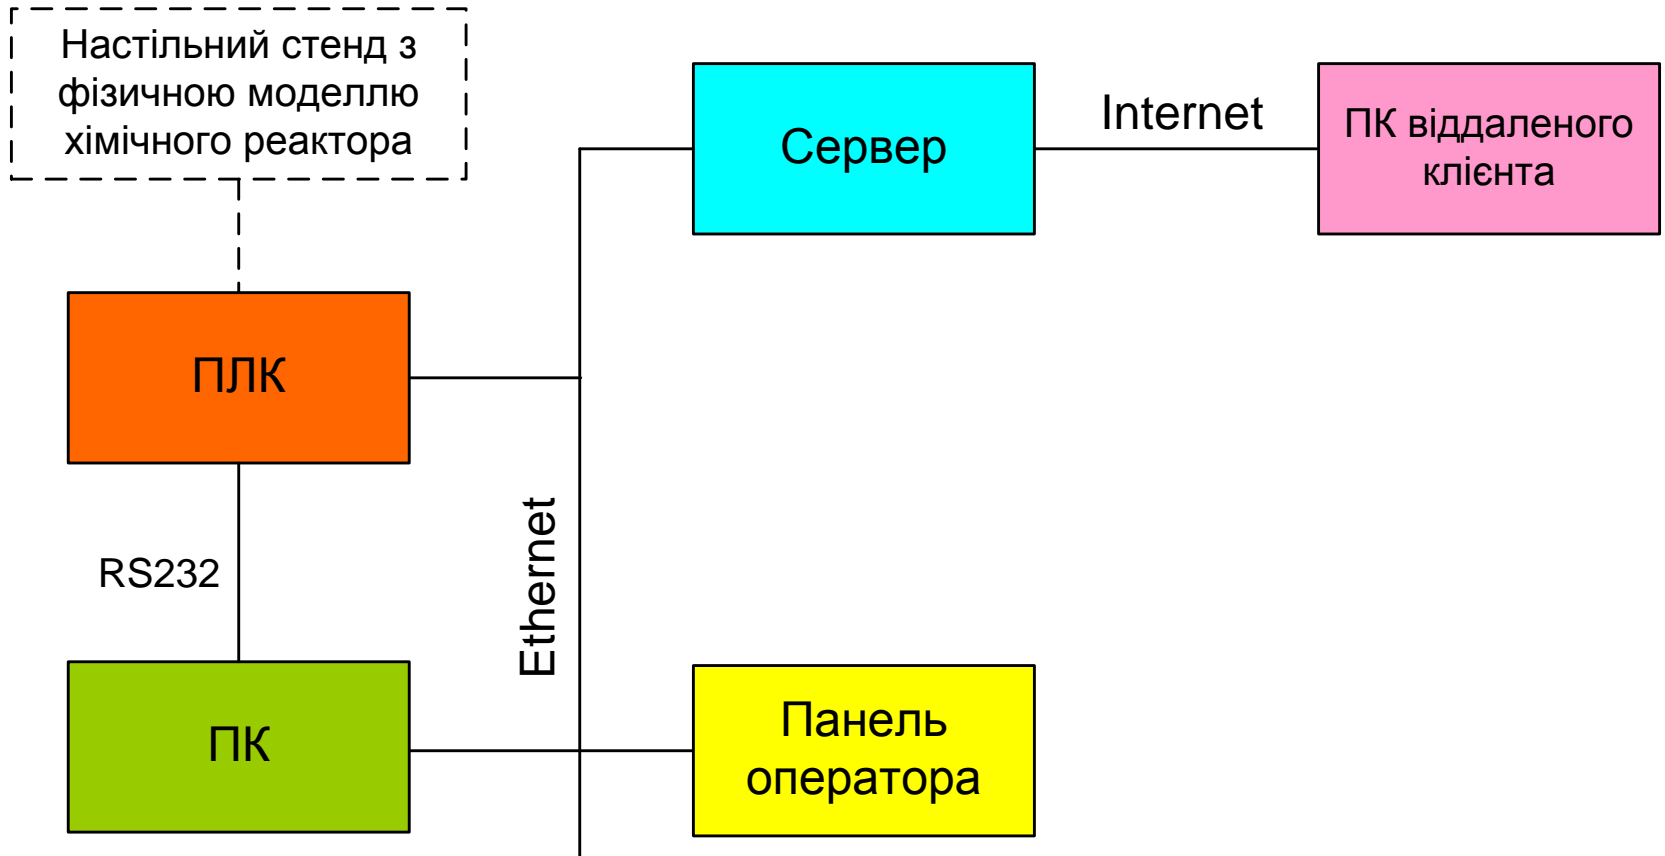 Настільний стенд з
фізичною моделлю
хімічного реактора
Сервер
Internet
ПК віддаленого
клієнта
ПЛК
Ethernet
RS232
ПК
Панель
оператора